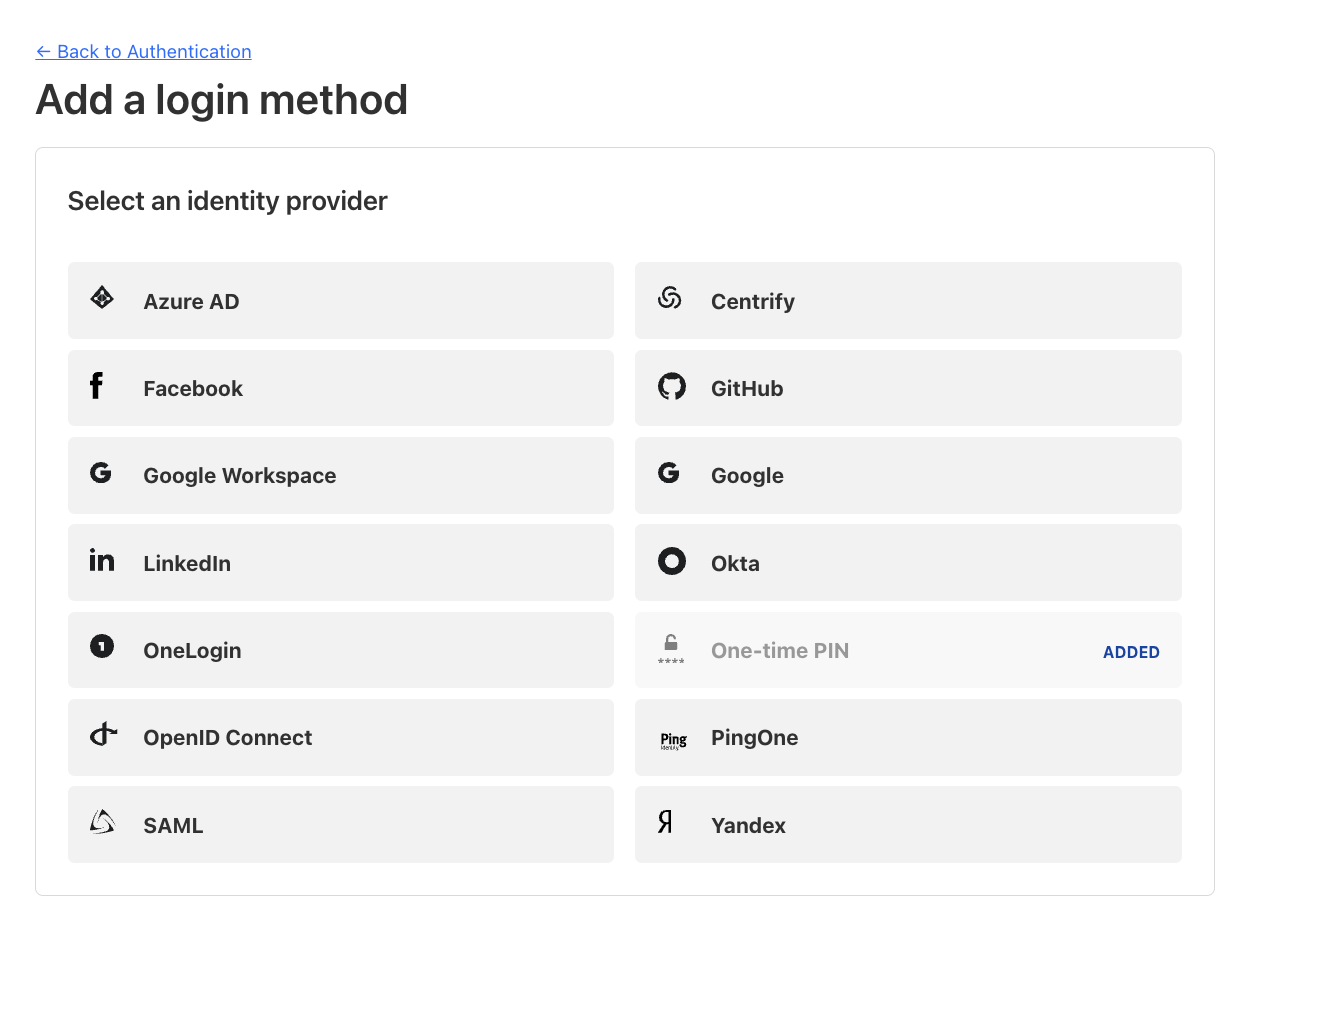 ← Back to Authentication
Add a login method
Select an identity provider
Azure AD
Centrify
Facebook
GitHub
Google Workspace
Google
LinkedIn
Okta
OneLogin
**** One-time PIN ADDED
OpenID Connect
Ping
Identity
PingOne
SAML
Yandex